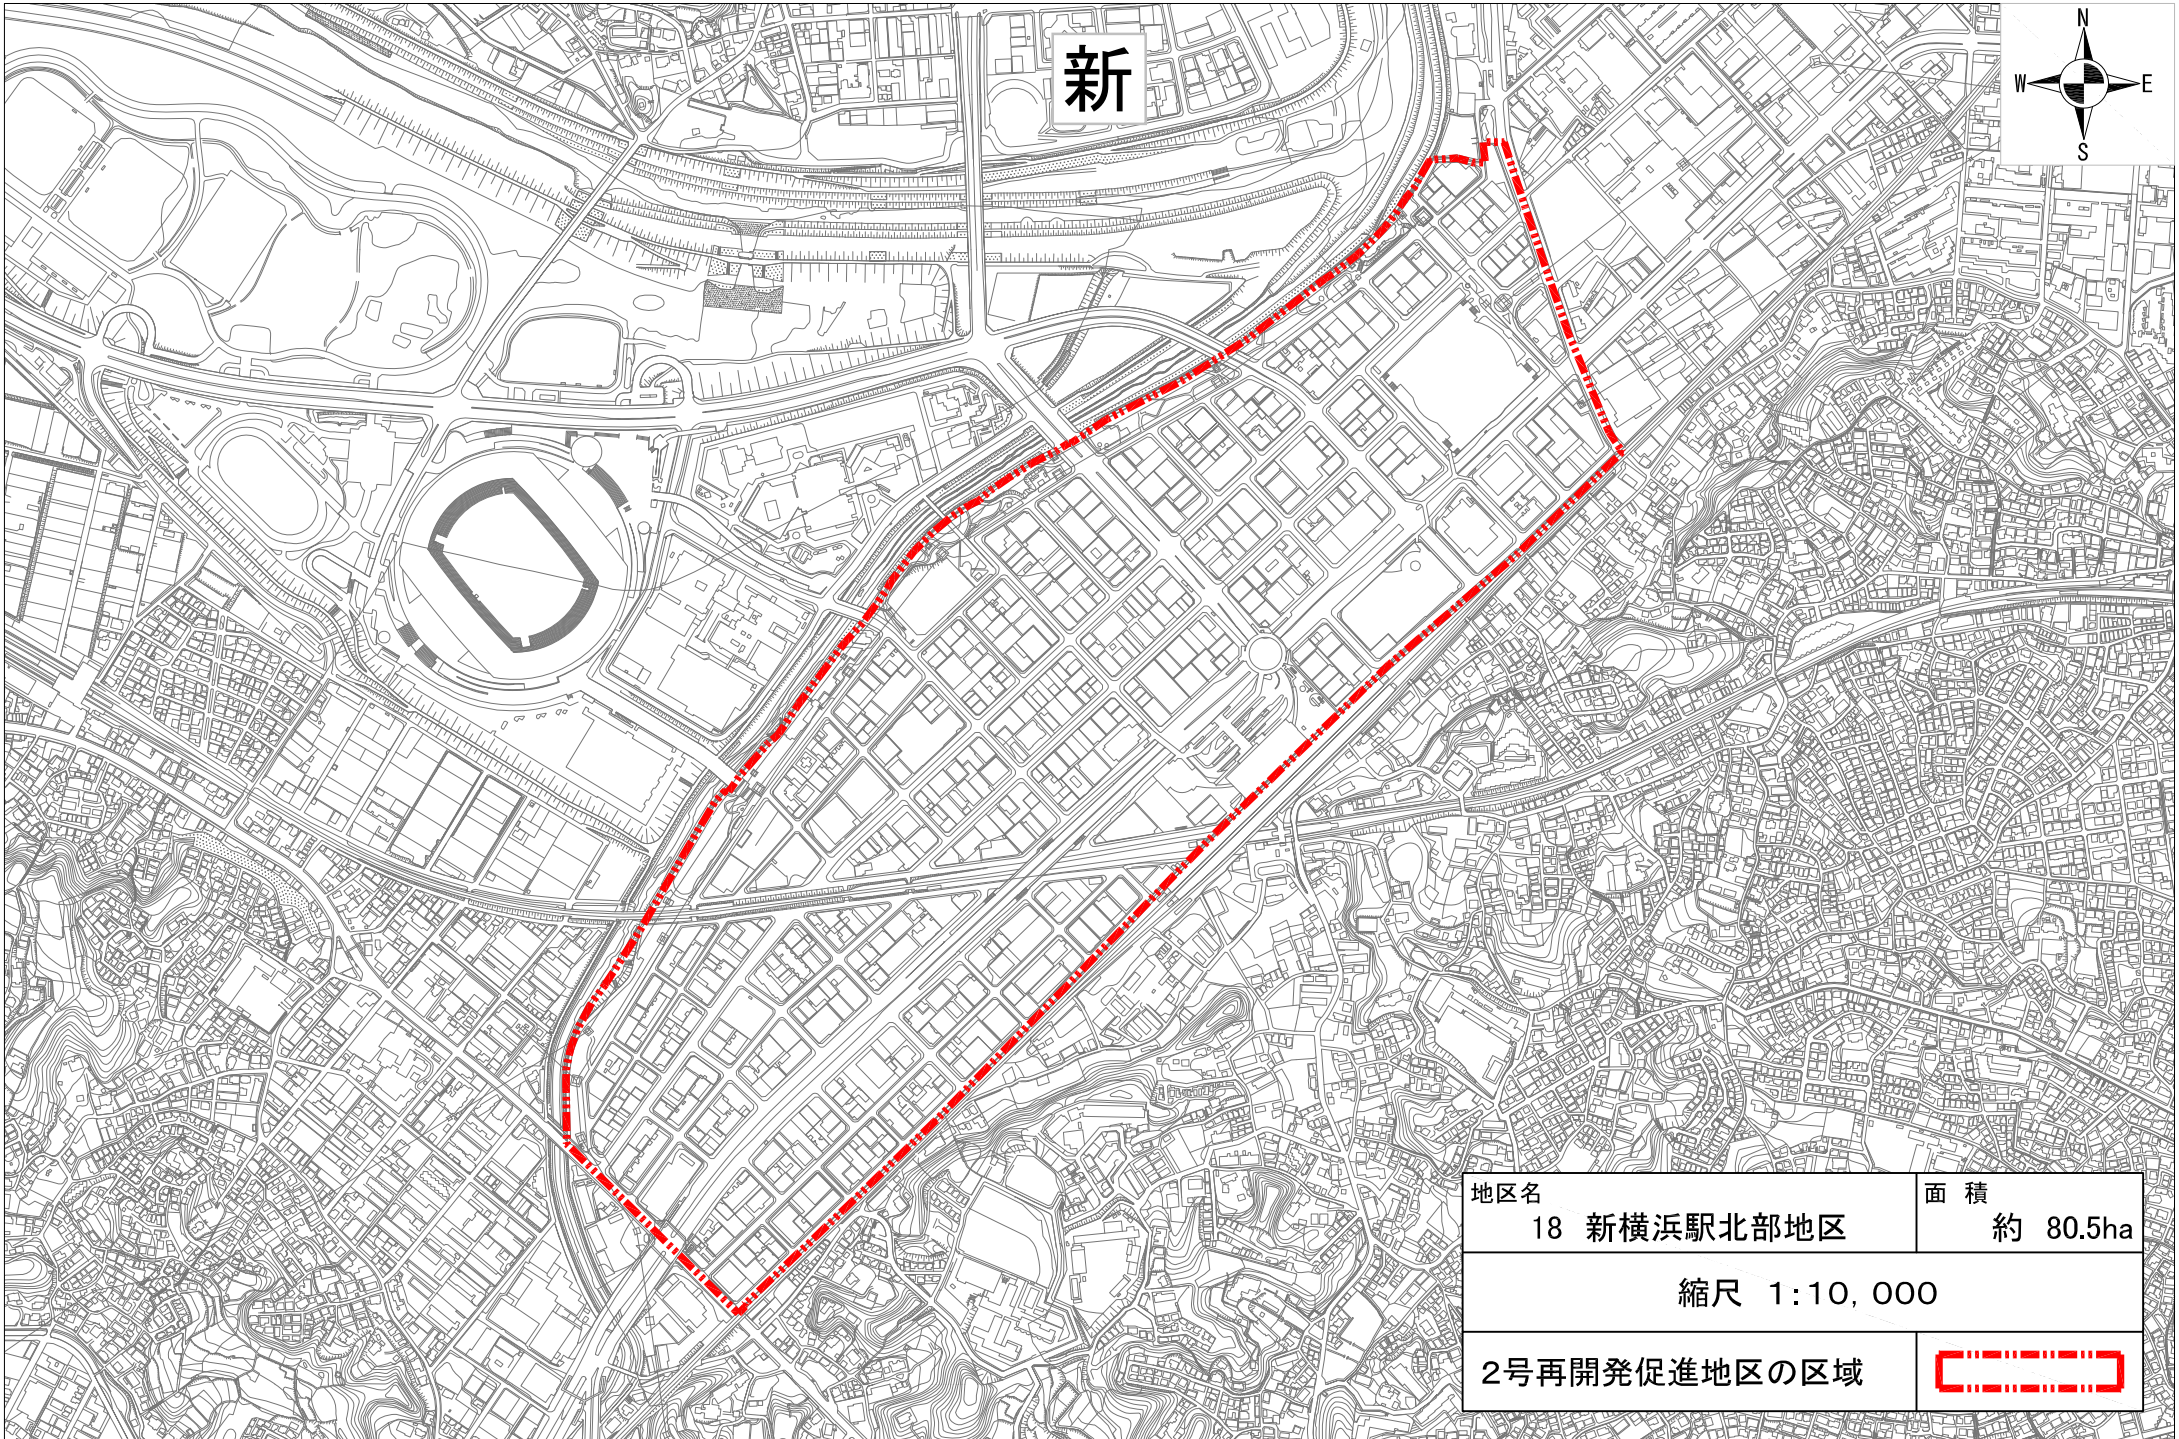 新
N
W E
S
地区名
18 新横浜駅北部地区
面 積
約 80.5ha
縮尺 1:10,000
2号再開発促進地区の区域